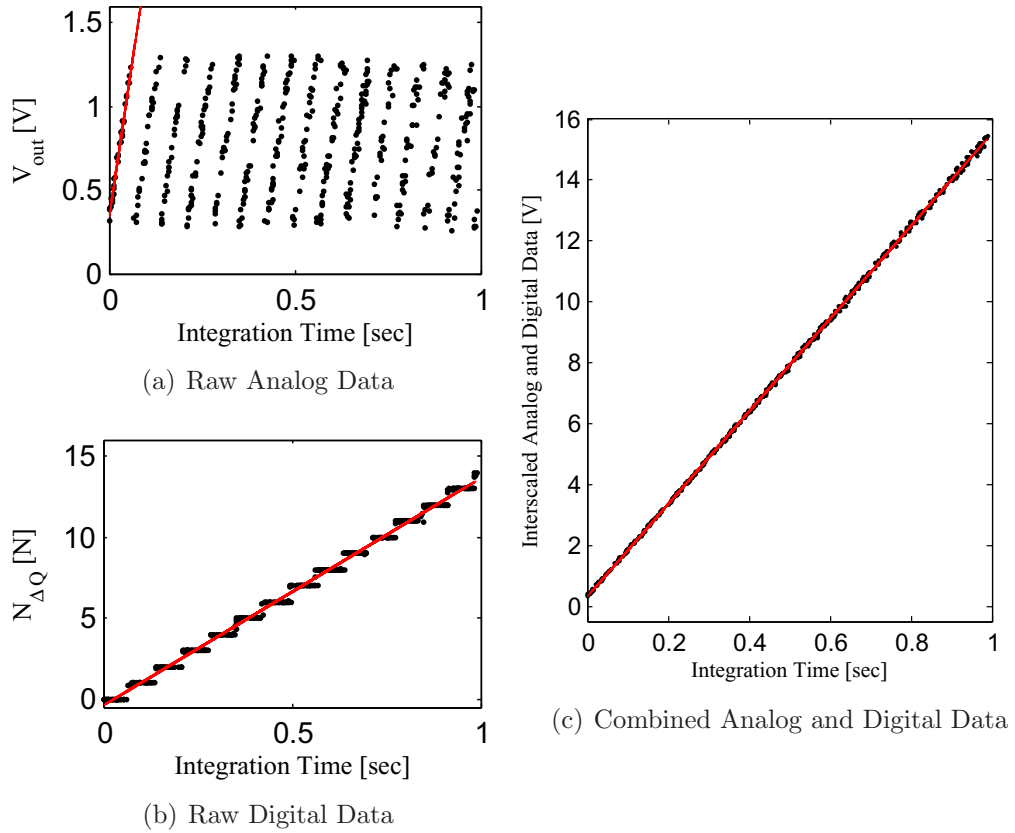 1.5
1
0.5
0
V_out [V]
0 0.5 1
Integration Time [sec]
(a) Raw Analog Data
15
10
5
0
N_ΔQ [N]
0 0.5 1
Integration Time [sec]
(b) Raw Digital Data
16
14
12
10
8
6
4
2
0
Interscaled Analog and Digital Data [V]
0 0.2 0.4 0.6 0.8 1
Integration Time [sec]
(c) Combined Analog and Digital Data